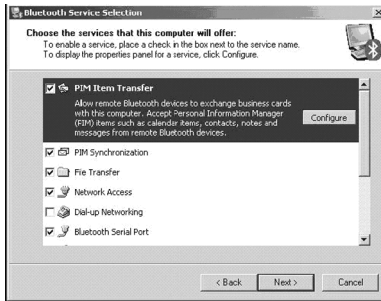 Bluetooth Service Selection
Choose the services that this computer will offer:
To enable a service, place a check in the box next to the service name.
To display the properties panel for a service, click Configure.
PIM Item Transfer
Allow remote Bluetooth devices to exchange business cards
with this computer. Accept Personal Information Manager
(PIM) items such as calendar items, contacts, notes and
messages from remote Bluetooth devices.
Configure
PIM Synchronization
File Transfer
Network Access
Dial-up Networking
Bluetooth Serial Port
< Back
Next >
Cancel